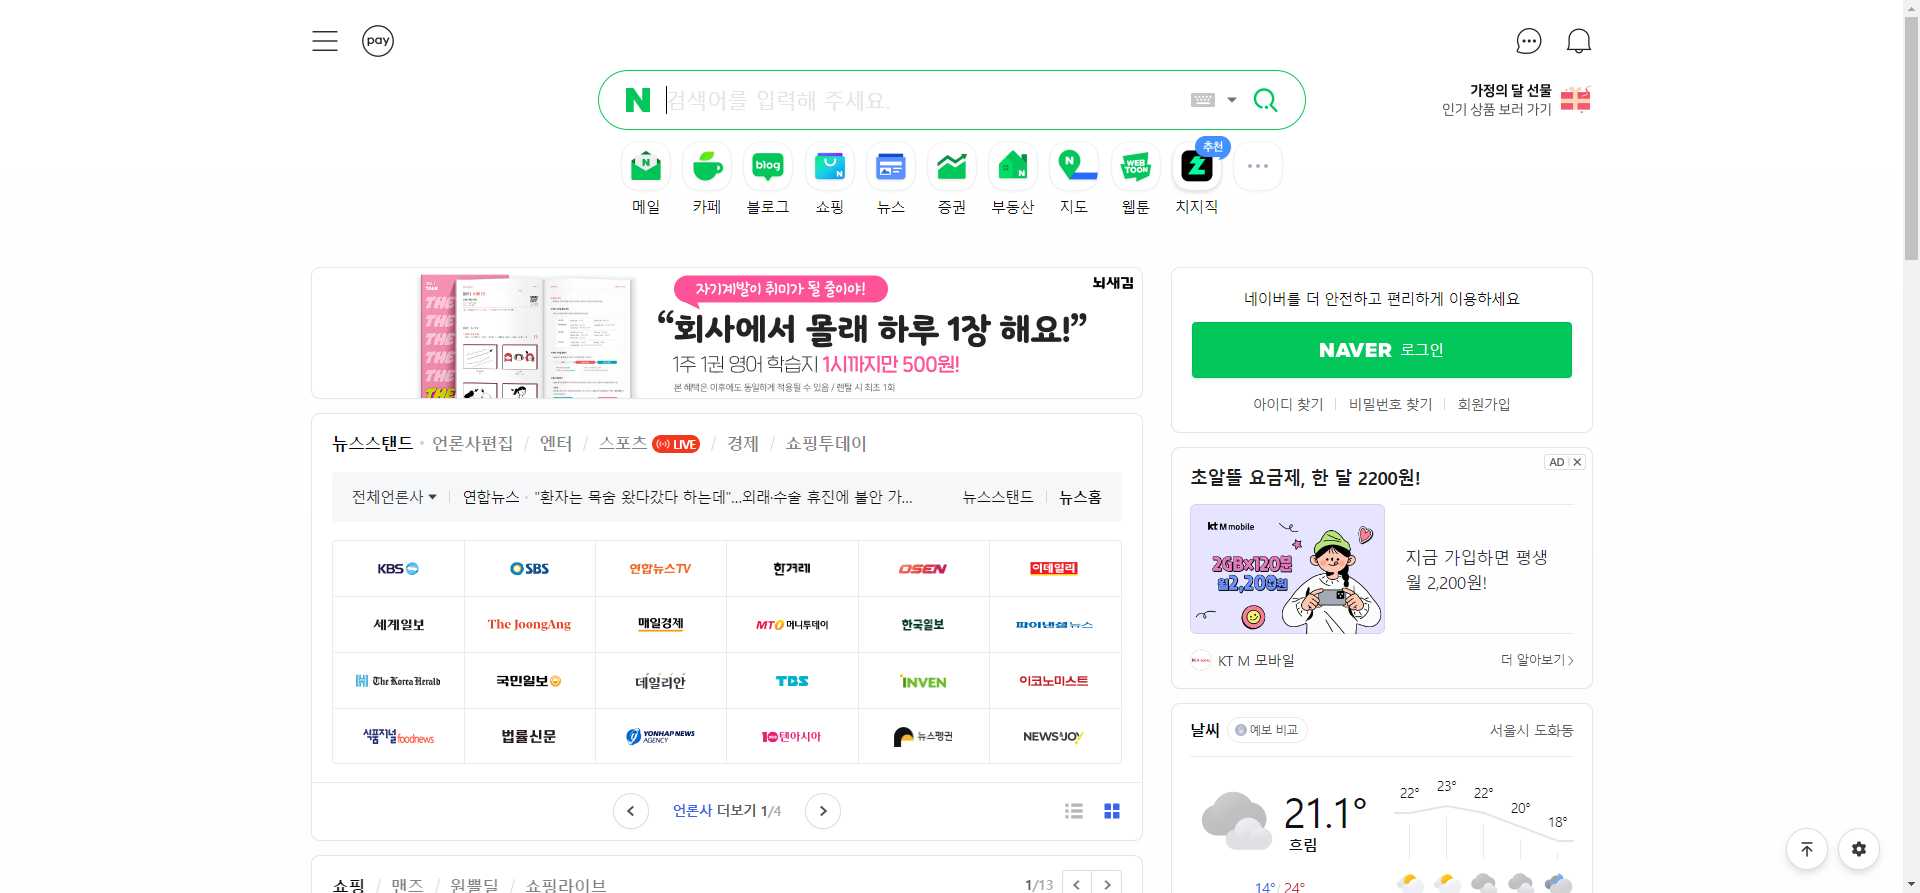 pay
N 검색어를 입력해 주세요.
가정의 달 선물
인기 상품 보러 가기
추천
메일 카페 블로그 쇼핑 뉴스 증권 부동산 지도 웹툰 치지직
blog
WEB TOON
자기계발이 취미가 될 줄이야!
뇌새김
“회사에서 몰래 하루 1장 해요!”
1주 1권 영어 학습지 1시까지만 500원!
본 혜택은 이후에도 동일하게 적용될 수 있음 / 렌탈 시 최초 1회
THE
THE
THE
THE
THE
THE
네이버를 더 안전하고 편리하게 이용하세요
NAVER 로그인
아이디 찾기 비밀번호 찾기 회원가입
뉴스스탠드 · 언론사편집 / 엔터 / 스포츠 LIVE / 경제 / 쇼핑투데이
전체언론사 연합뉴스 · "환자는 목숨 왔다갔다 하는데"...외래·수술 휴진에 불안 가... 뉴스스탠드 뉴스홈
KBS SBS 연합뉴스TV 한겨레 OSEN 이데일리
세계일보 The JoongAng 매일경제 MTO 머니투데이 한국일보 파이낸셜뉴스
The Korea Herald 국민일보 데일리안 TBS INVEN 이코노미스트
식품저널 foodnews 법률신문 YONHAP NEWS AGENCY 10 텐아시아 뉴스펭귄 NEWS&JOY
언론사 더보기 1/4
AD
초알뜰 요금제, 한 달 2200원!
kt M mobile
2GB×120분
월2,200원
지금 가입하면 평생
월 2,200원!
KT M 모바일 더 알아보기
날씨 예보 비교 서울시 도화동
21.1°
흐림
22° 23° 22° 20° 18°
14° / 24°
쇼핑 / 맨즈 / 원쁠딜 / 쇼핑라이브 1/13